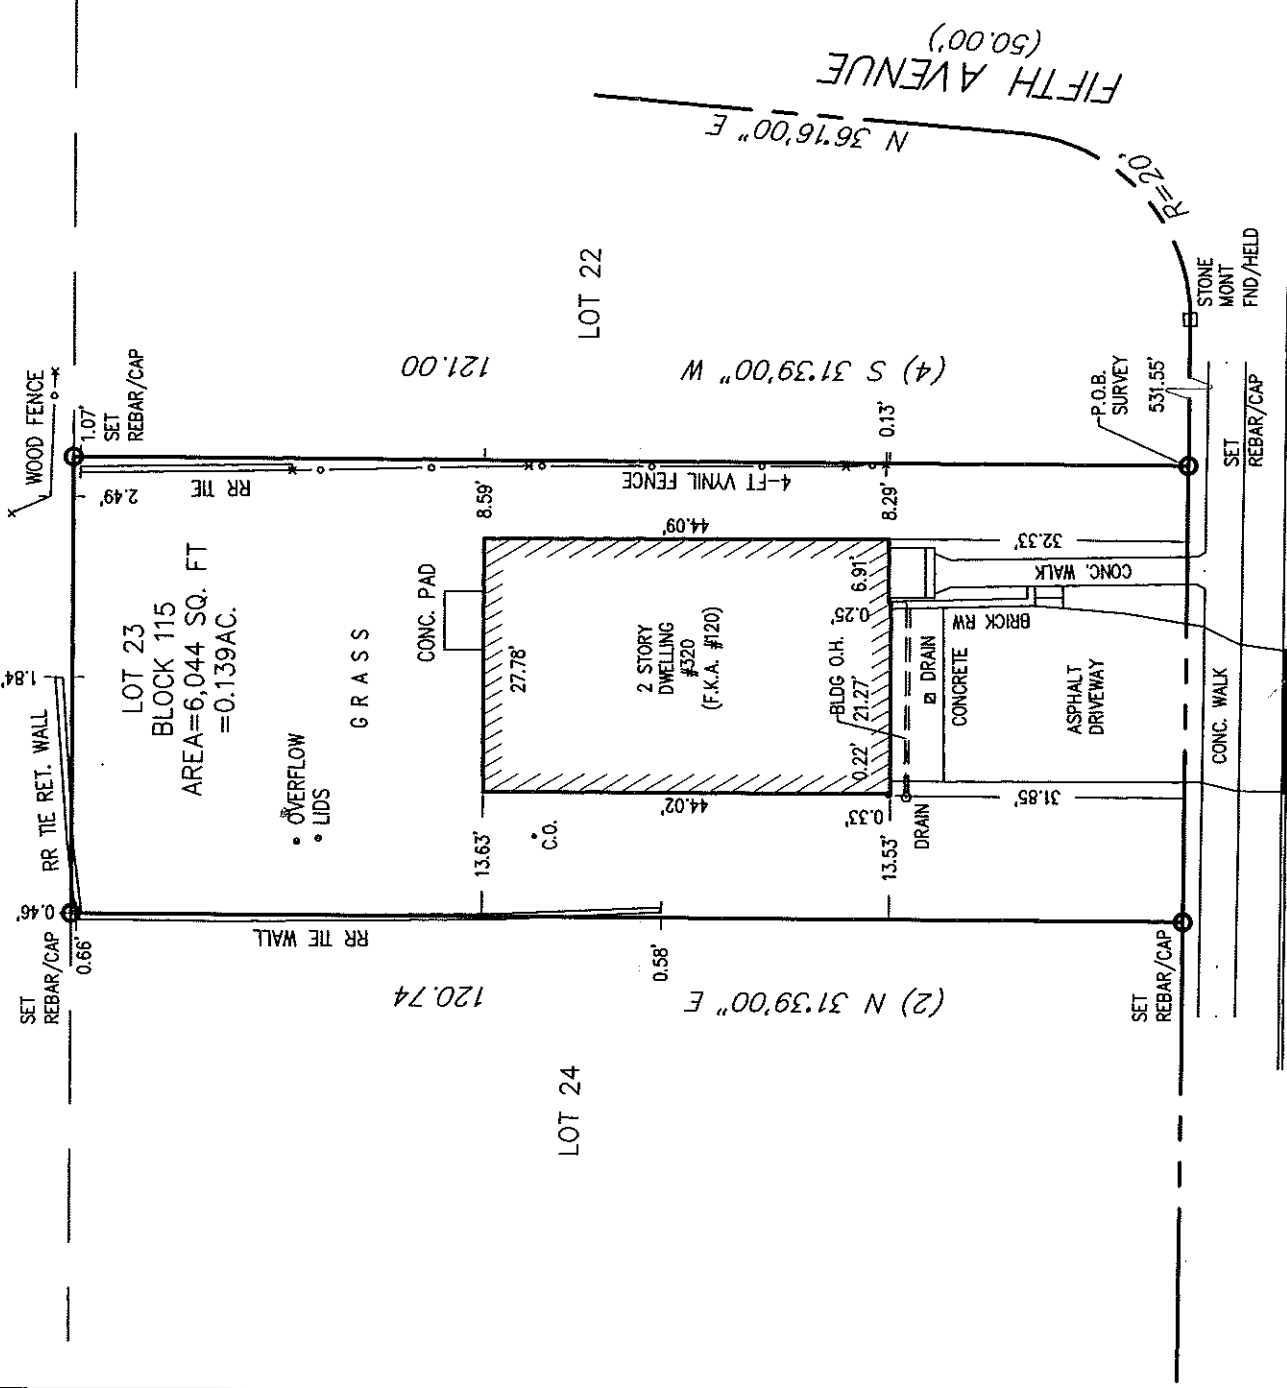 FIFTH AVENUE
(50.00')
N 36°16'00" E
R=20'
WOOD FENCE
1.07'
SET
REBAR/CAP
2.49'
RR TIE
121.00
(4) S 31°39'00" W
LOT 22
STONE
MONT
FND/HELD
P.O.B.
SURVEY
531.55'
SET
REBAR/CAP
1.84'
RR TIE RET. WALL
LOT 23
BLOCK 115
AREA=6,044 SQ. FT
=0.139AC.
GRASS
OVERFLOW
LIDS
CONC. PAD
C.O.
4-FT VYNIL FENCE
8.59'
0.13'
8.29'
44.09'
27.78'
2 STORY
DWELLING
#320
(F.K.A. #120)
44.02'
13.63'
13.53'
0.33'
0.22'
21.27'
0.25'
6.91'
BLDG O.H.
DRAIN
DRAIN
CONCRETE
BRICK RW
CONC. WALK
32.33'
31.85'
ASPHALT
DRIVEWAY
CONC. WALK
SET
REBAR/CAP
0.46'
0.66'
RR TIE WALL
0.58'
120.74
(2) N 31°39'00" E
LOT 24
SET
REBAR/CAP